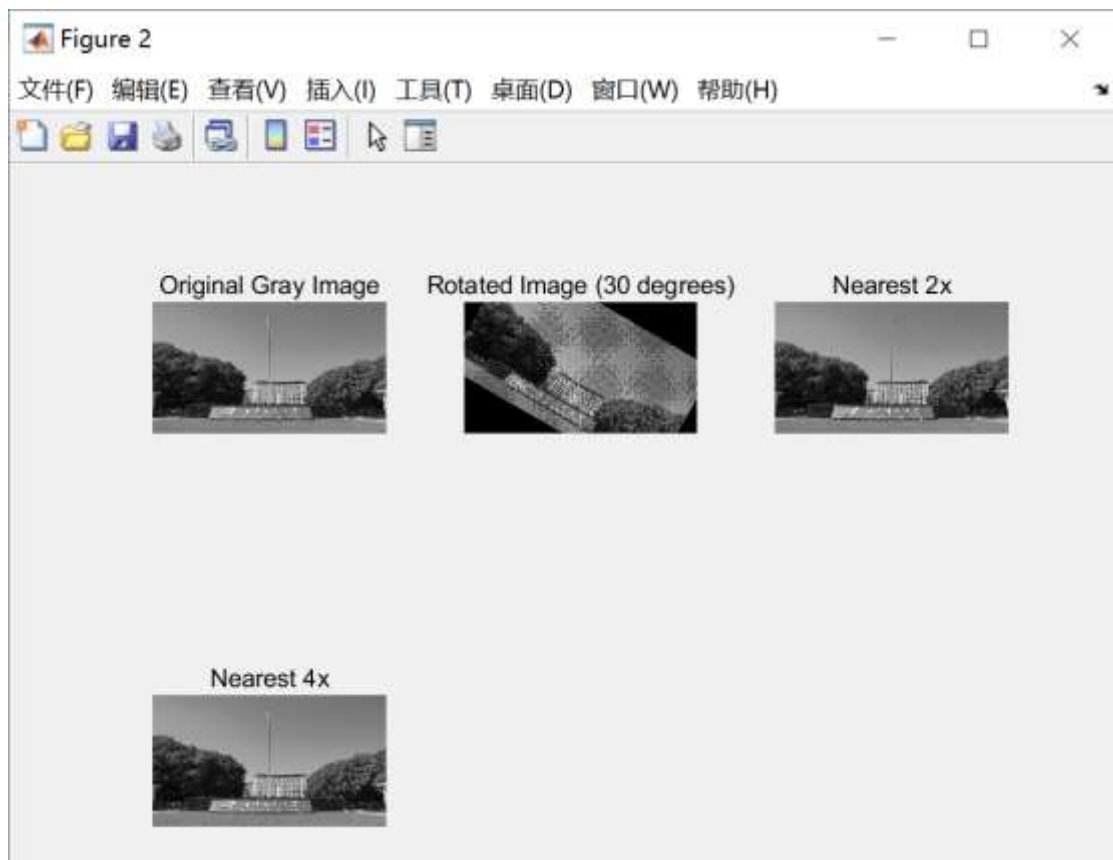 Figure 2
文件(F) 编辑(E) 查看(V) 插入(I) 工具(T) 桌面(D) 窗口(W) 帮助(H)
Original Gray Image Rotated Image (30 degrees) Nearest 2x
Nearest 4x